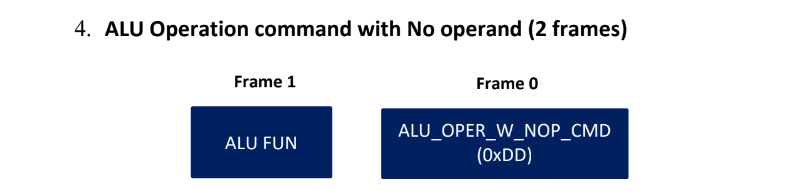 4. ALU Operation command with No operand (2 frames)
Frame 1
Frame 0
ALU FUN
ALU_OPER_W_NOP_CMD
(0xDD)